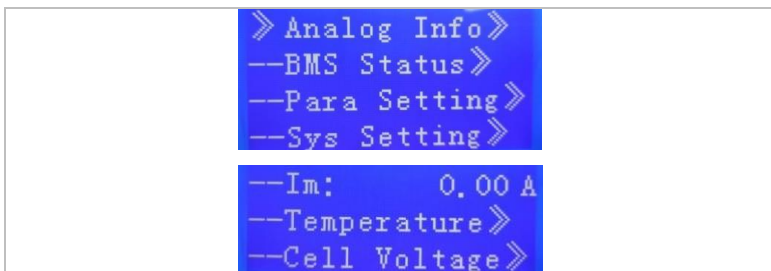 》Analog Info》
--BMS Status》
--Para Setting》
--Sys Setting》
--Im: 0.00 A
--Temperature》
--Cell Voltage》